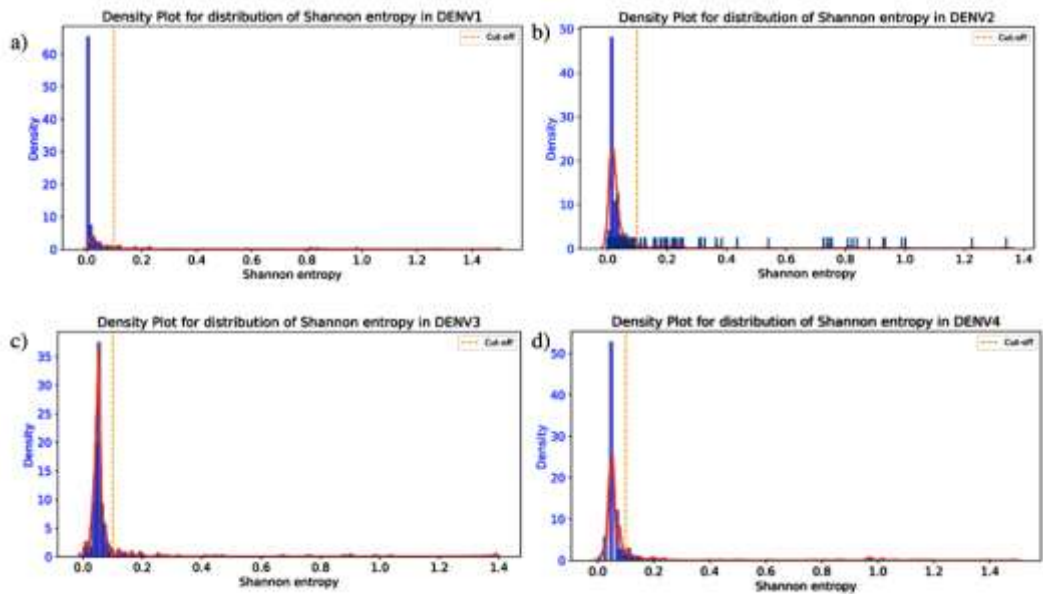 a)
Density Plot for distribution of Shannon entropy in DENV1
Cut-off
Density
60
50
40
30
20
10
0
0.0 0.2 0.4 0.6 0.8 1.0 1.2 1.4
Shannon entropy
b)
Density Plot for distribution of Shannon entropy in DENV2
Cut-off
Density
50
40
30
20
10
0
0.0 0.2 0.4 0.6 0.8 1.0 1.2 1.4
Shannon entropy
c)
Density Plot for distribution of Shannon entropy in DENV3
Cut-off
Density
35
30
25
20
15
10
5
0
0.0 0.2 0.4 0.6 0.8 1.0 1.2 1.4
Shannon entropy
d)
Density Plot for distribution of Shannon entropy in DENV4
Cut-off
Density
50
40
30
20
10
0
0.0 0.2 0.4 0.6 0.8 1.0 1.2 1.4
Shannon entropy